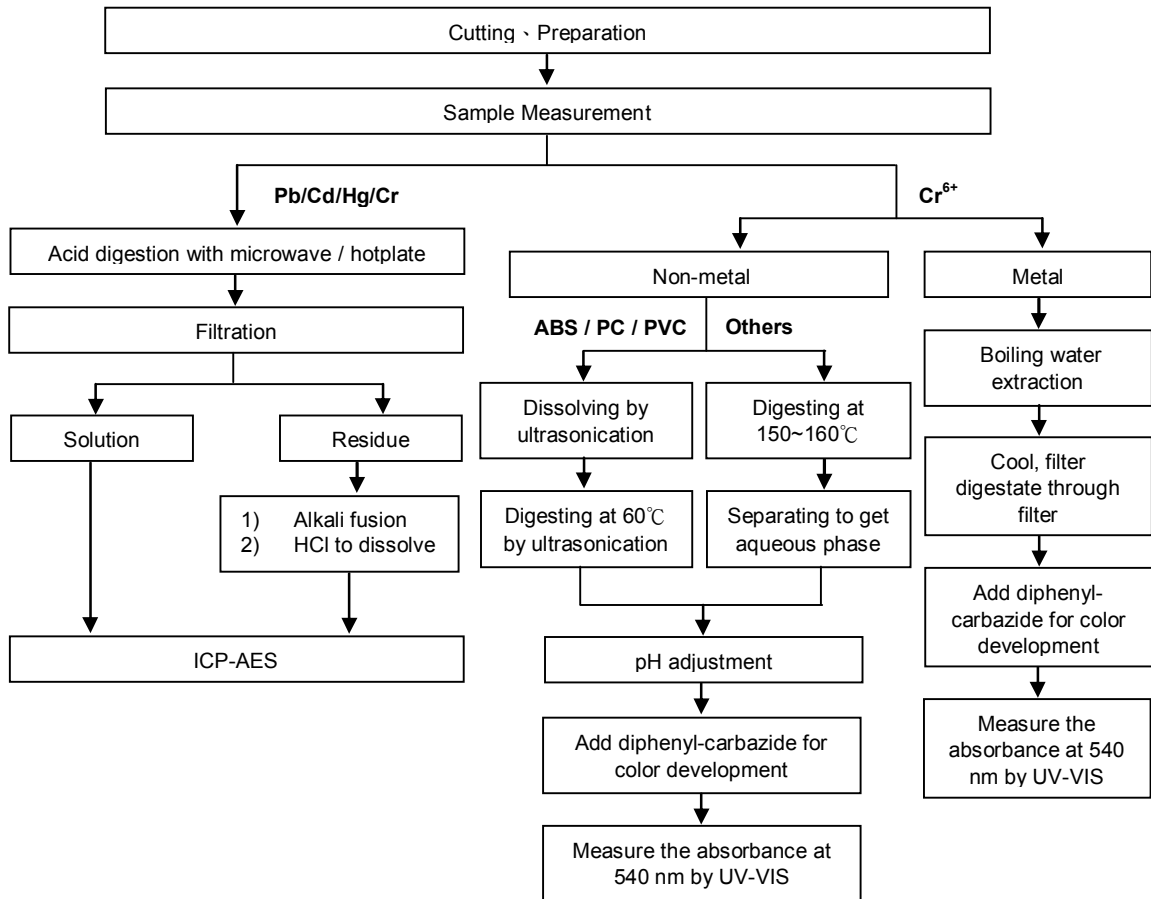 Cutting、Preparation
Sample Measurement
Pb/Cd/Hg/Cr
Acid digestion with microwave / hotplate
Filtration
Solution
Residue
1) Alkali fusion
2) HCl to dissolve
ICP-AES
Cr⁶⁺
Non-metal
ABS / PC / PVC
Others
Dissolving by
ultrasonication
Digesting at 60℃
by ultrasonication
Digesting at
150~160℃
Separating to get
aqueous phase
pH adjustment
Add diphenyl-carbazide for
color development
Measure the absorbance at
540 nm by UV-VIS
Metal
Boiling water
extraction
Cool, filter
digestate through
filter
Add diphenyl-
carbazide for color
development
Measure the
absorbance at 540
nm by UV-VIS